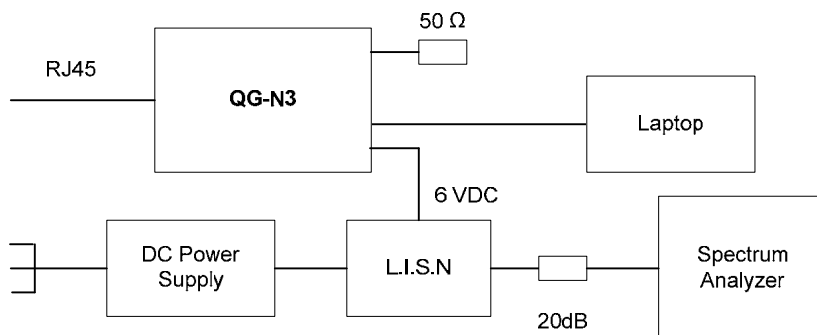 50 Ω
RJ45
QG-N3
Laptop
6 VDC
DC Power
Supply
L.I.S.N
Spectrum
Analyzer
20dB